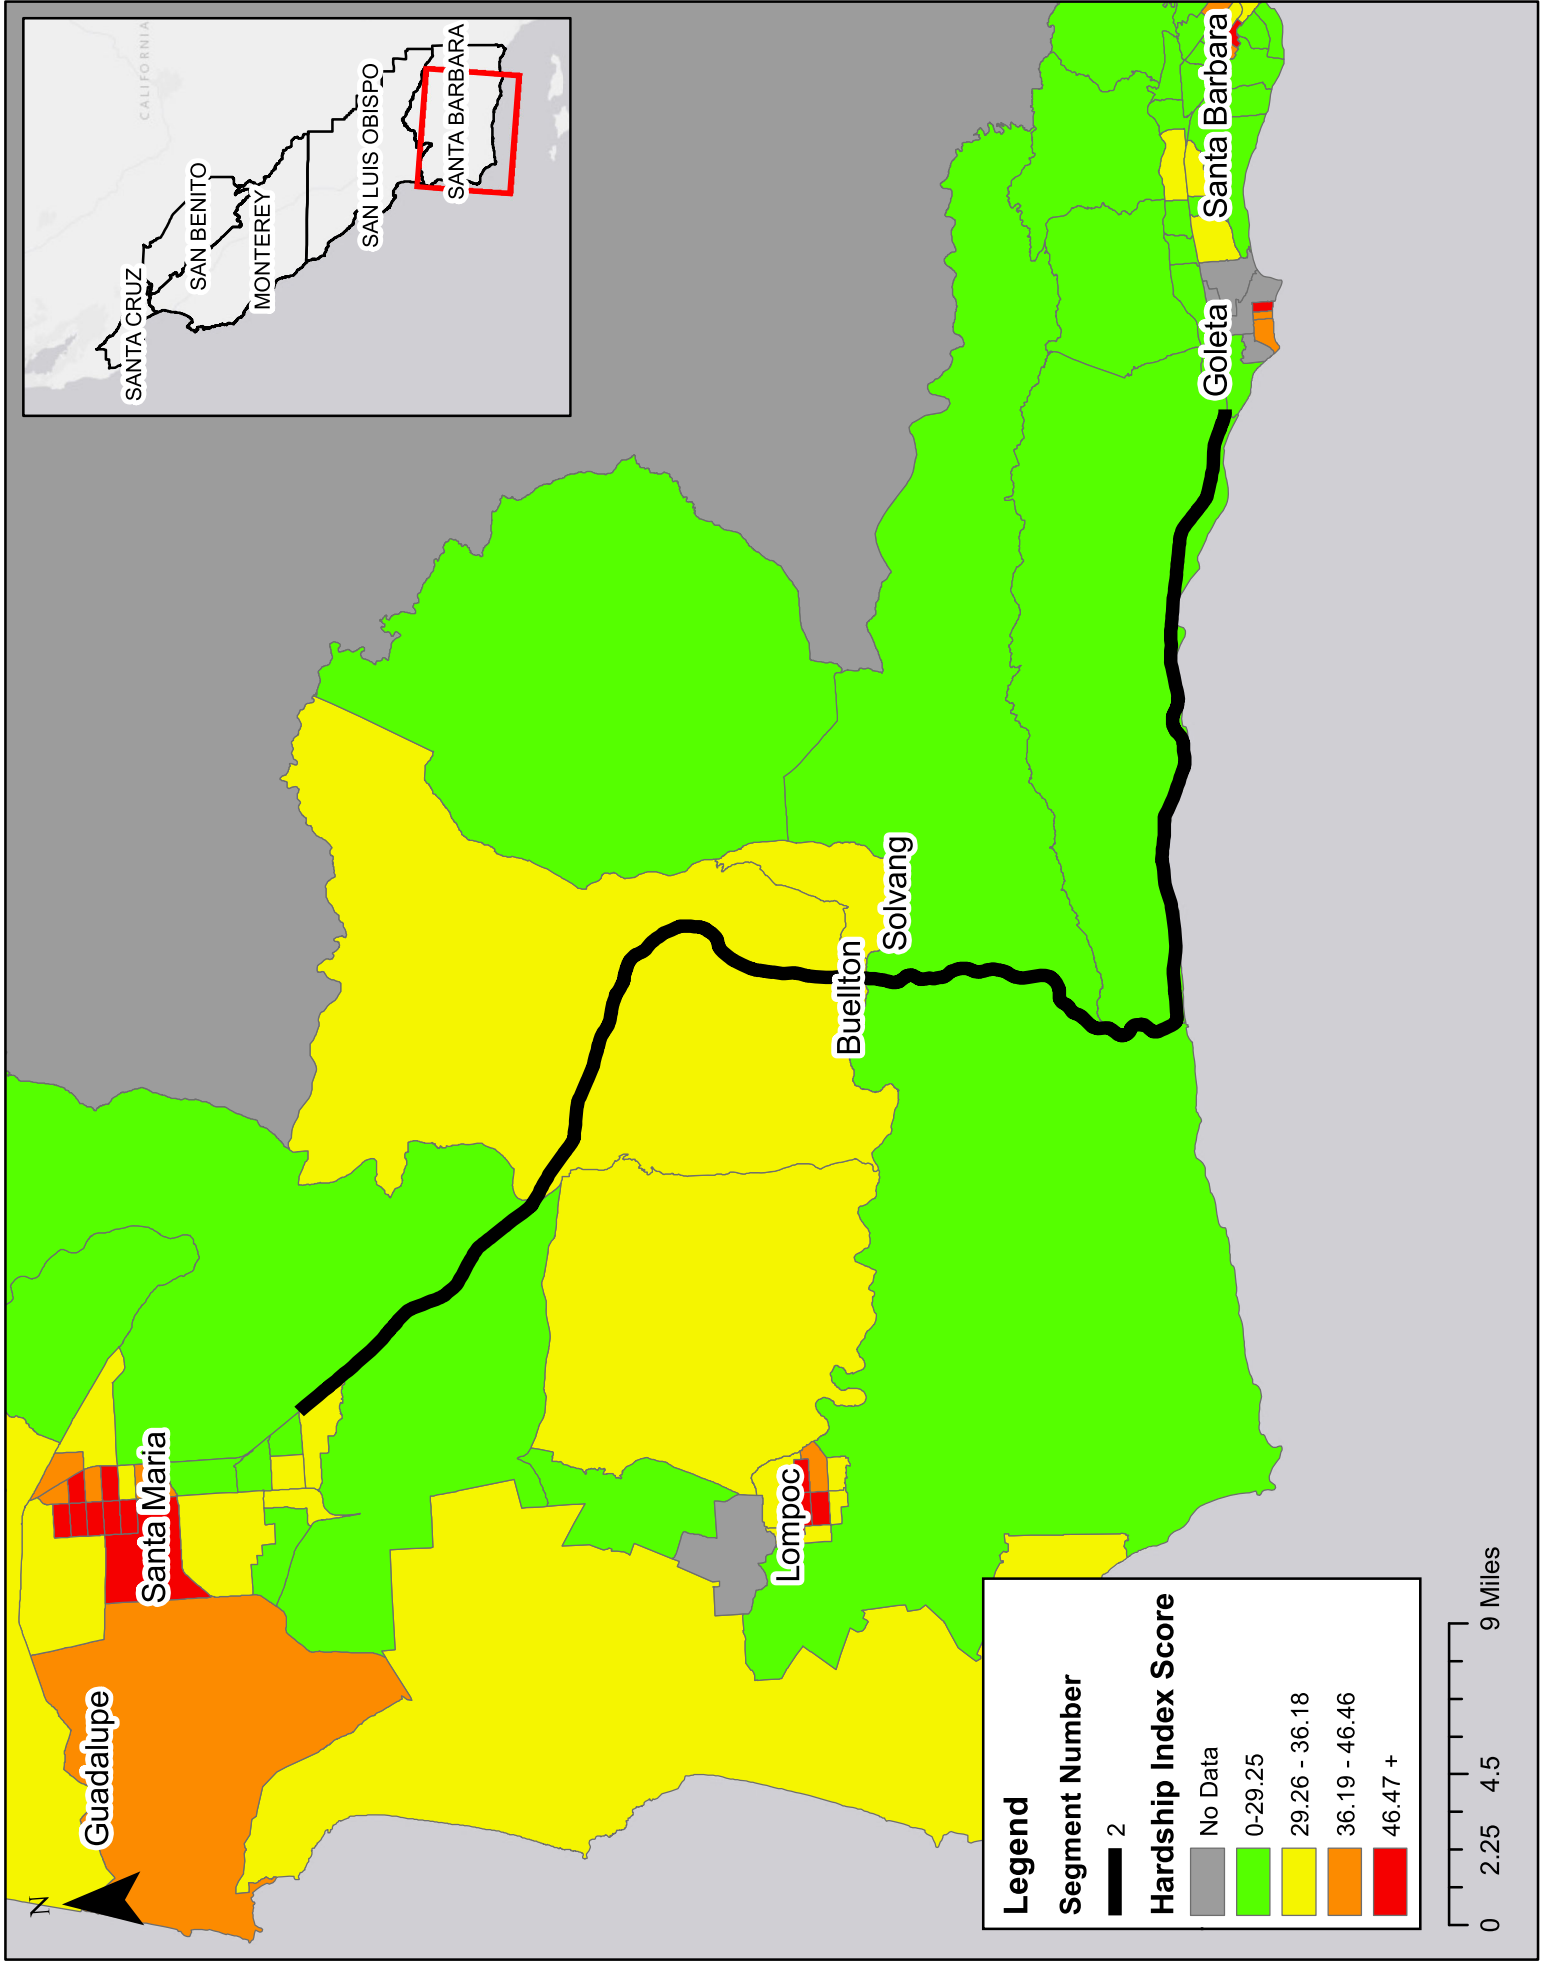 N
Guadalupe
Santa Maria
Lompoc
Buellton
Solvang
Goleta
Santa Barbara
CALIFORNIA
SANTA CRUZ
SAN BENITO
MONTEREY
SAN LUIS OBISPO
SANTA BARBARA
Legend
Segment Number
2
Hardship Index Score
No Data
0-29.25
29.26 - 36.18
36.19 - 46.46
46.47 +
0 2.25 4.5 9 Miles